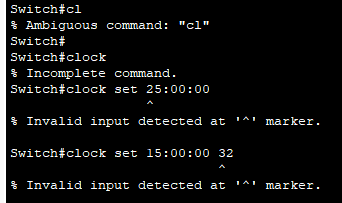 Switch#cl
% Ambiguous command: "cl"
Switch#
Switch#clock
% Incomplete command.
Switch#clock set 25:00:00
^
% Invalid input detected at '^' marker.
Switch#clock set 15:00:00 32
^
% Invalid input detected at '^' marker.